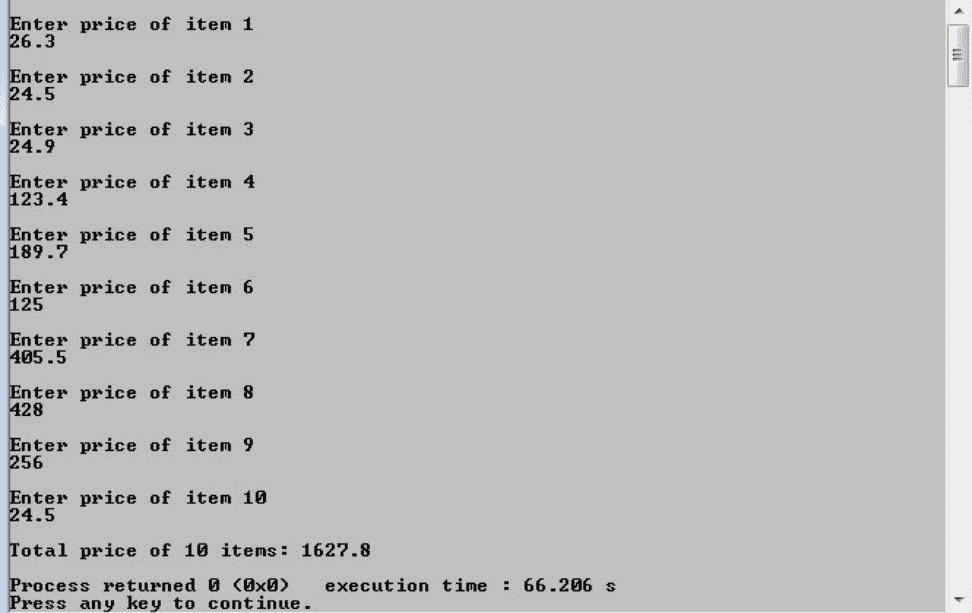 Enter price of item 1
26.3
Enter price of item 2
24.5
Enter price of item 3
24.9
Enter price of item 4
123.4
Enter price of item 5
189.7
Enter price of item 6
125
Enter price of item 7
405.5
Enter price of item 8
428
Enter price of item 9
256
Enter price of item 10
24.5
Total price of 10 items: 1627.8
Process returned 0 (0x0)   execution time : 66.206 s
Press any key to continue.